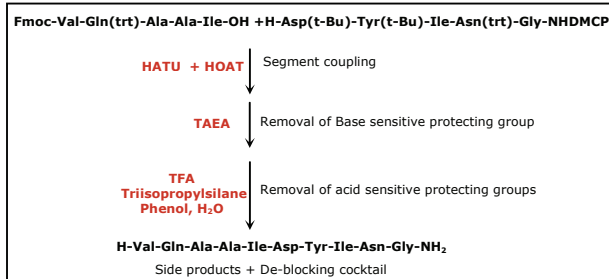 Fmoc-Val-Gln(trt)-Ala-Ala-Ile-OH +H-Asp(t-Bu)-Tyr(t-Bu)-Ile-Asn(trt)-Gly-NHDMCP
HATU + HOAT Segment coupling
TAEA Removal of Base sensitive protecting group
TFA
Triisopropylsilane
Phenol, H₂O
Removal of acid sensitive protecting groups
H-Val-Gln-Ala-Ala-Ile-Asp-Tyr-Ile-Asn-Gly-NH₂
Side products + De-blocking cocktail